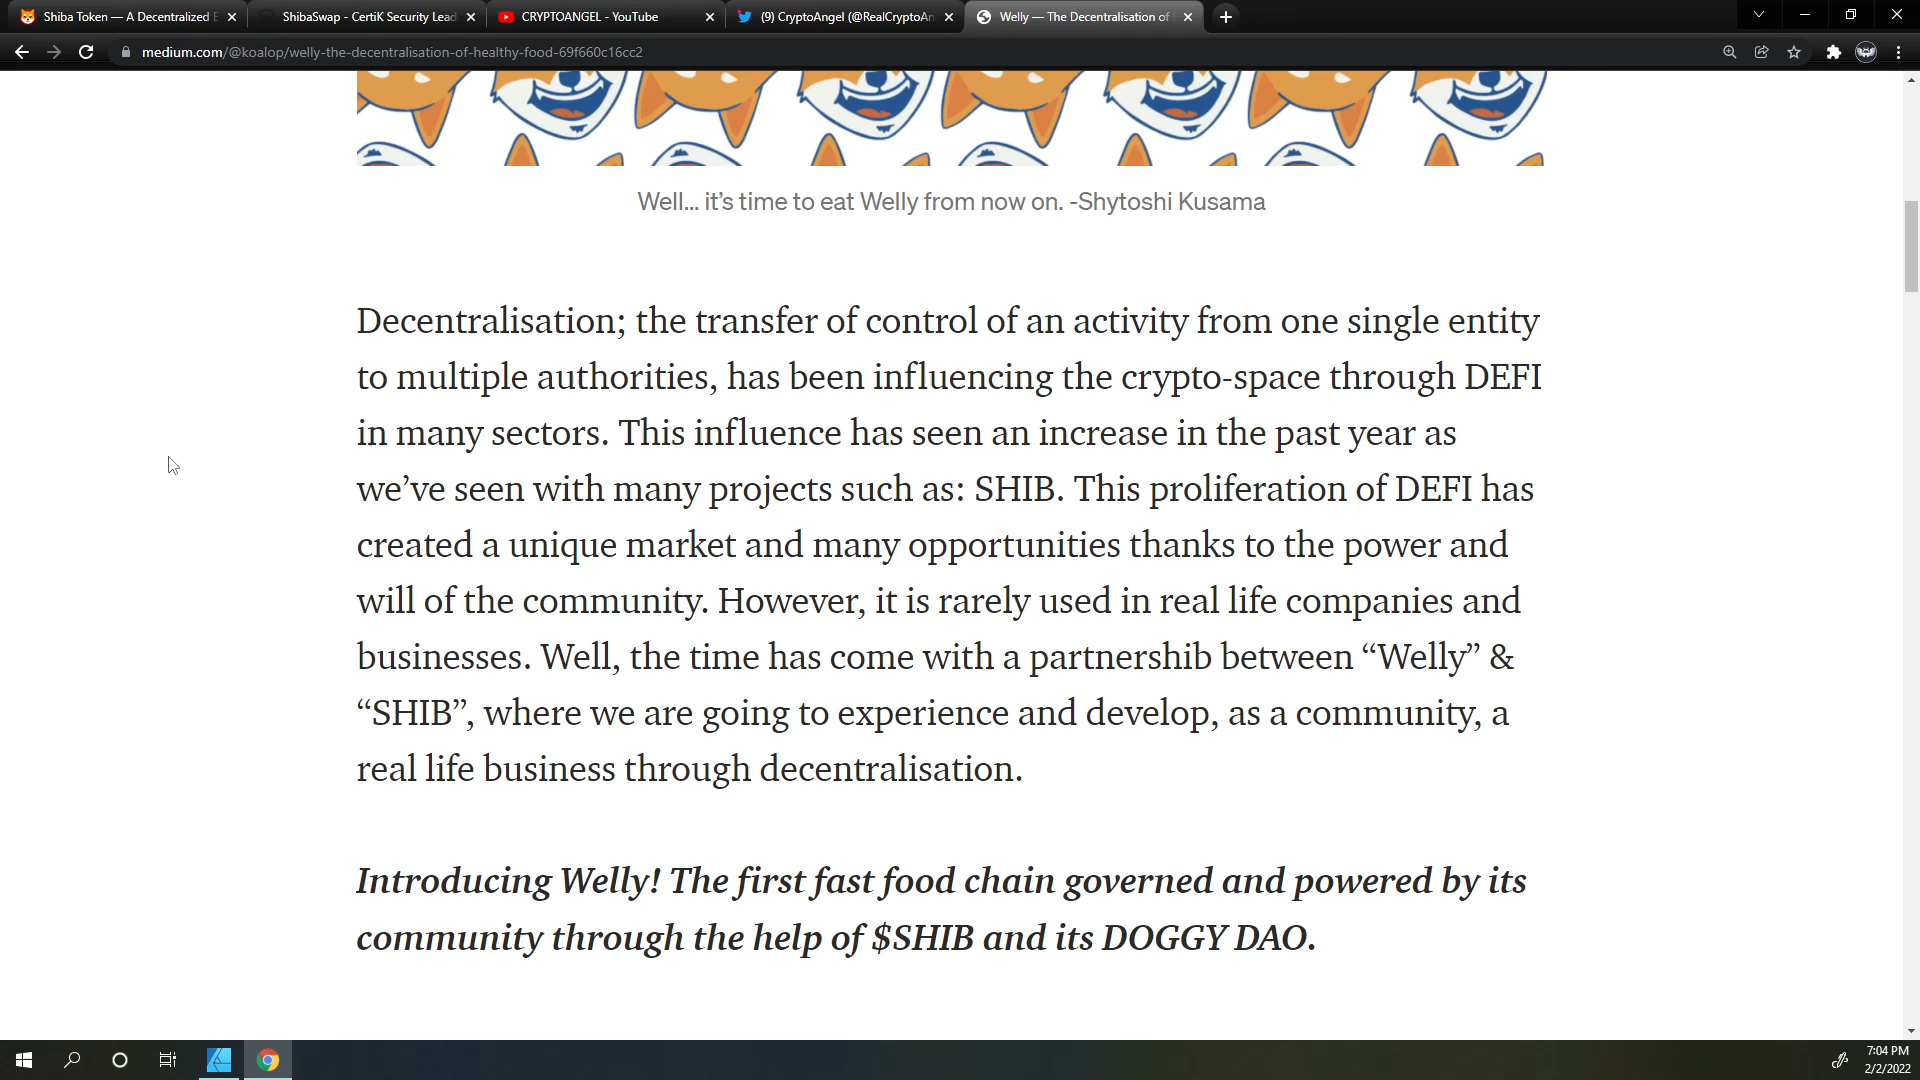 Shiba Token — A Decentralized E
ShibaSwap - CertiK Security Lead
CRYPTOANGEL - YouTube
(9) CryptoAngel (@RealCryptoAn
Welly — The Decentralisation of
medium.com/@koalop/welly-the-decentralisation-of-healthy-food-69f660c16cc2
Well... it’s time to eat Welly from now on. -Shytoshi Kusama
Decentralisation; the transfer of control of an activity from one single entity
to multiple authorities, has been influencing the crypto-space through DEFI
in many sectors. This influence has seen an increase in the past year as
we’ve seen with many projects such as: SHIB. This proliferation of DEFI has
created a unique market and many opportunities thanks to the power and
will of the community. However, it is rarely used in real life companies and
businesses. Well, the time has come with a partnershib between “Welly” &
“SHIB”, where we are going to experience and develop, as a community, a
real life business through decentralisation.
Introducing Welly! The first fast food chain governed and powered by its
community through the help of $SHIB and its DOGGY DAO.
7:04 PM
2/2/2022